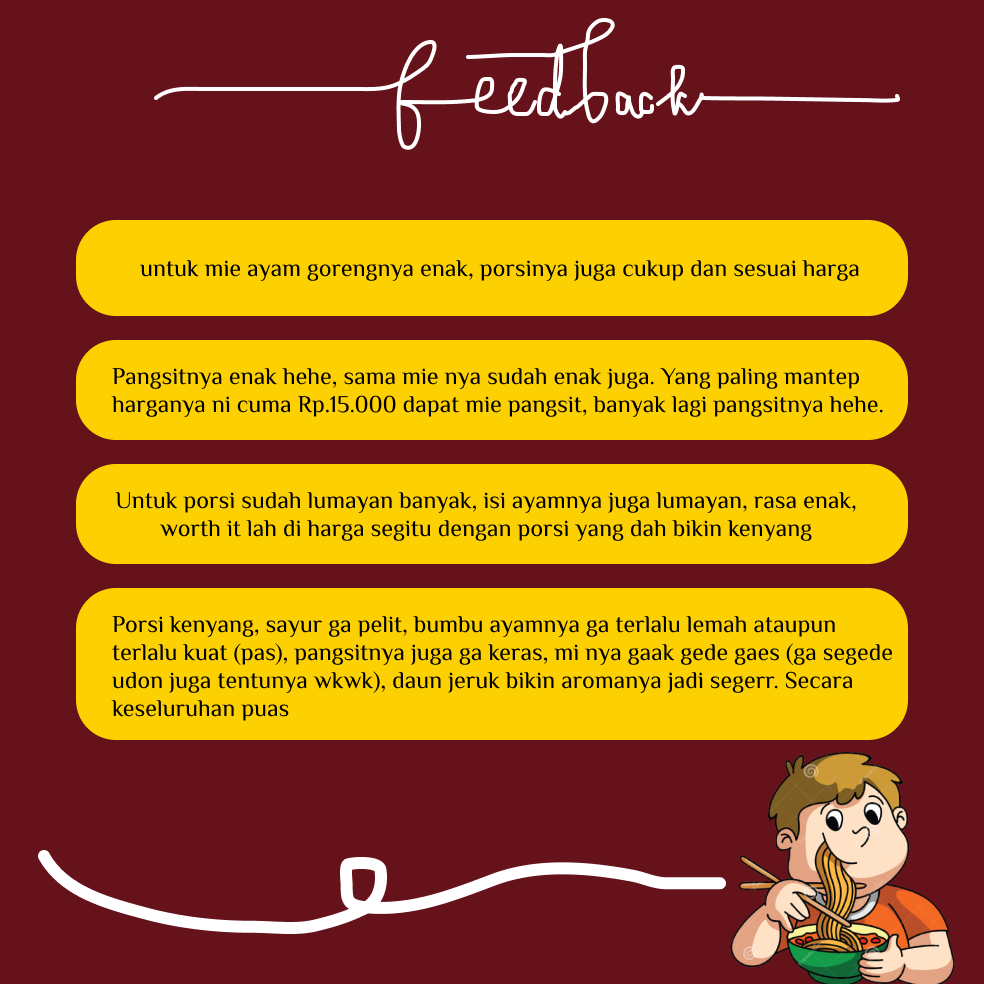 feedback
untuk mie ayam gorengnya enak, porsinya juga cukup dan sesuai harga
Pangsitnya enak hehe, sama mie nya sudah enak juga. Yang paling mantep
harganya ni cuma Rp.15.000 dapat mie pangsit, banyak lagi pangsitnya hehe.
Untuk porsi sudah lumayan banyak, isi ayamnya juga lumayan, rasa enak,
worth it lah di harga segitu dengan porsi yang dah bikin kenyang
Porsi kenyang, sayur ga pelit, bumbu ayamnya ga terlalu lemah ataupun
terlalu kuat (pas), pangsitnya juga ga keras, mi nya gaak gede gaes (ga segede
udon juga tentunya wkwk), daun jeruk bikin aromanya jadi segerr. Secara
keseluruhan puas